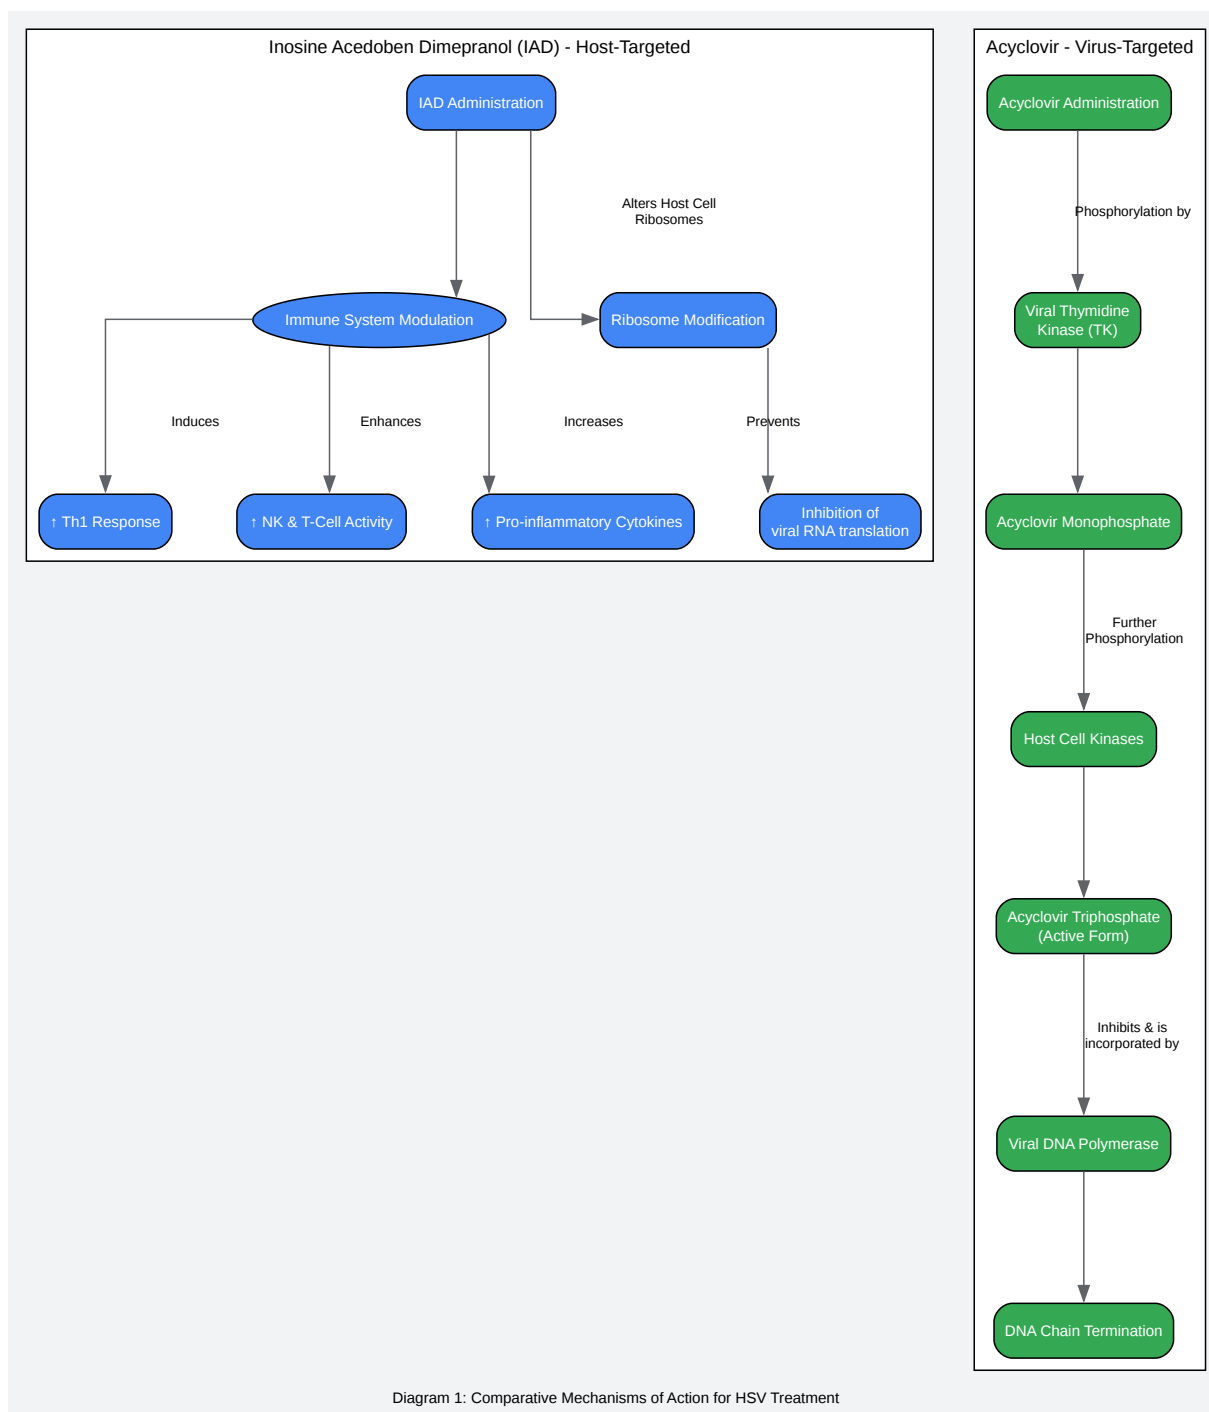 Inosine Acedoben Dimepranol (IAD) - Host-Targeted
IAD Administration
Alters Host Cell
Ribosomes
Immune System Modulation
Ribosome Modification
Induces
Enhances
Increases
Prevents
↑ Th1 Response
↑ NK & T-Cell Activity
↑ Pro-inflammatory Cytokines
Inhibition of
viral RNA translation
Acyclovir - Virus-Targeted
Acyclovir Administration
Phosphorylation by
Viral Thymidine
Kinase (TK)
Acyclovir Monophosphate
Further
Phosphorylation
Host Cell Kinases
Acyclovir Triphosphate
(Active Form)
Inhibits & is
incorporated by
Viral DNA Polymerase
DNA Chain Termination
Diagram 1: Comparative Mechanisms of Action for HSV Treatment